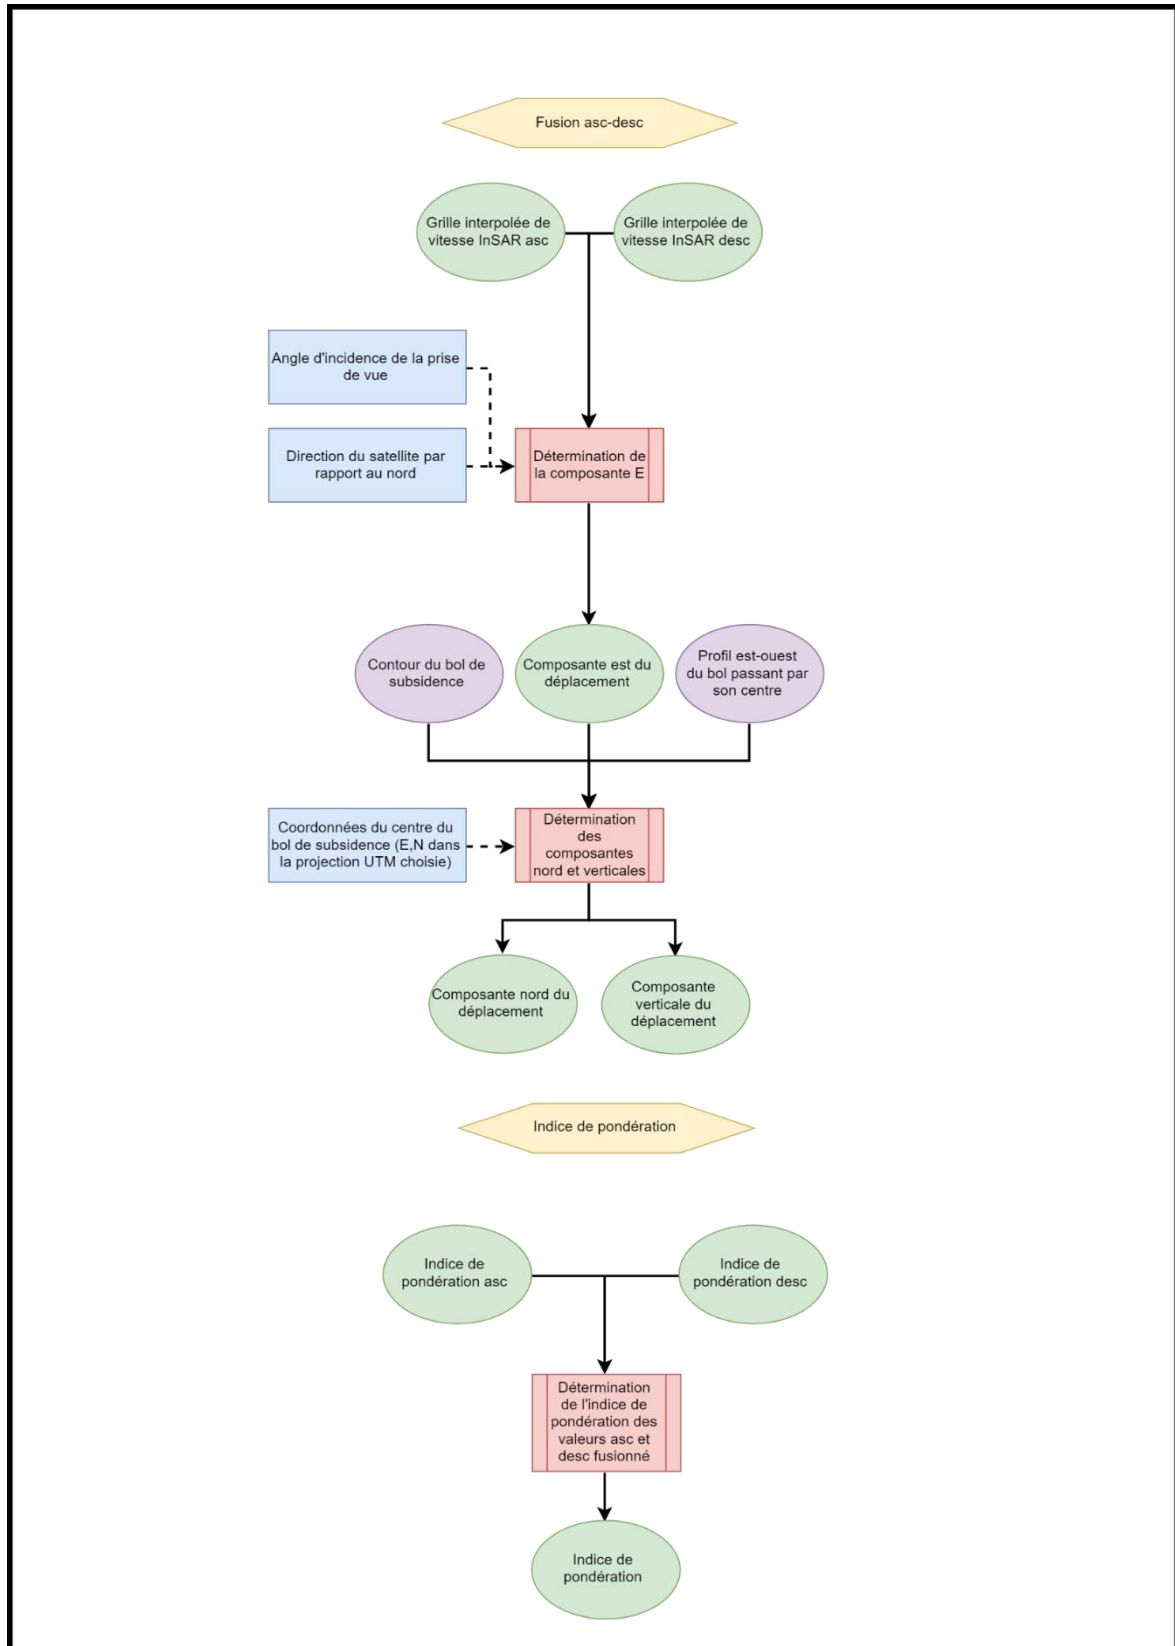 Fusion asc-desc
Grille interpolée de
vitesse InSAR asc
Grille interpolée de
vitesse InSAR desc
Angle d'incidence de la prise
de vue
Direction du satellite par
rapport au nord
Détermination de
la composante E
Contour du bol de
subsidence
Composante est du
déplacement
Profil est-ouest
du bol passant par
son centre
Coordonnées du centre du
bol de subsidence (E,N dans
la projection UTM choisie)
Détermination
des
composantes
nord et verticales
Composante nord du
déplacement
Composante
verticale du
déplacement
Indice de pondération
Indice de
pondération asc
Indice de
pondération desc
Détermination
de l'indice de
pondération des
valeurs asc et
desc fusionné
Indice de
pondération